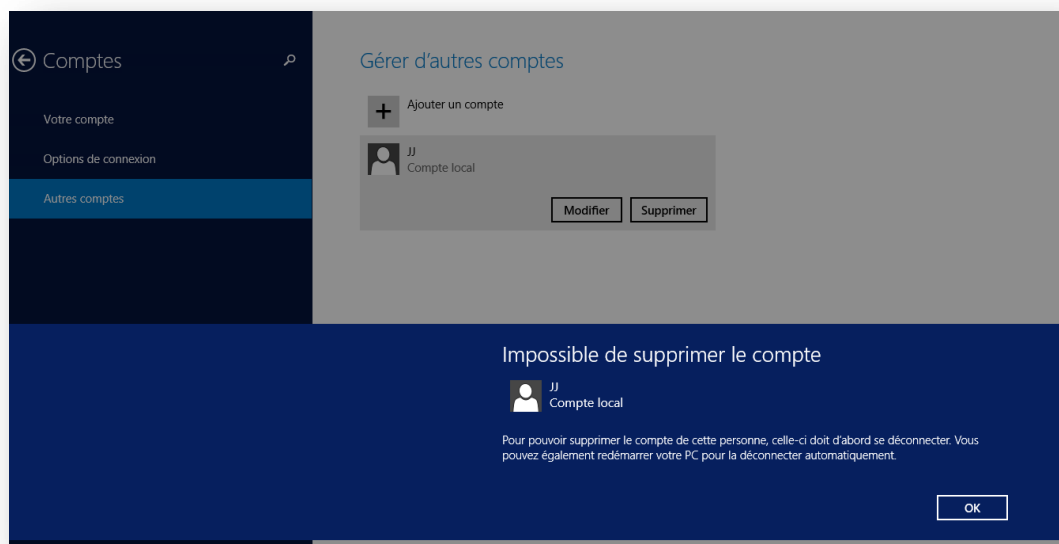 Comptes
Votre compte
Options de connexion
Autres comptes
Gérer d'autres comptes
Ajouter un compte
JJ
Compte local
Modifier
Supprimer
Impossible de supprimer le compte
JJ
Compte local
Pour pouvoir supprimer le compte de cette personne, celle-ci doit d'abord se déconnecter. Vous
pouvez également redémarrer votre PC pour la déconnecter automatiquement.
OK